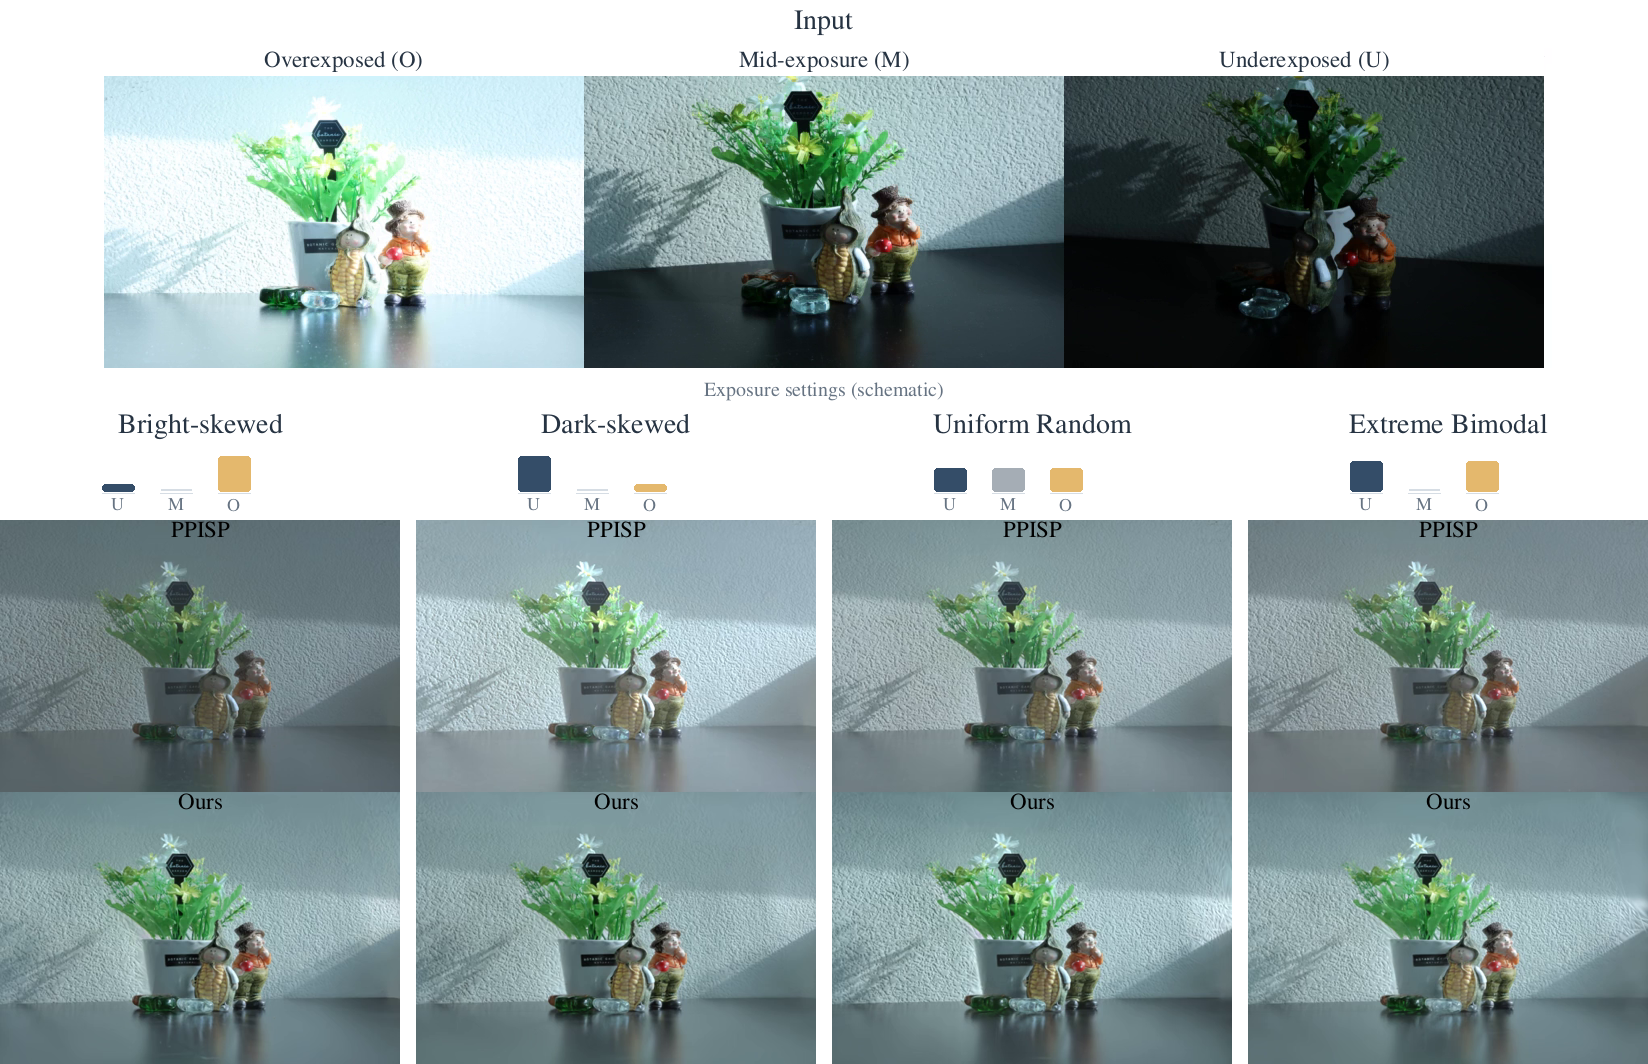 Input
Overexposed (O)
Mid-exposure (M)
Underexposed (U)
Exposure settings (schematic)
Bright-skewed
Dark-skewed
Uniform Random
Extreme Bimodal
U M O
U M O
U M O
U M O
PPISP
PPISP
PPISP
PPISP
Ours
Ours
Ours
Ours